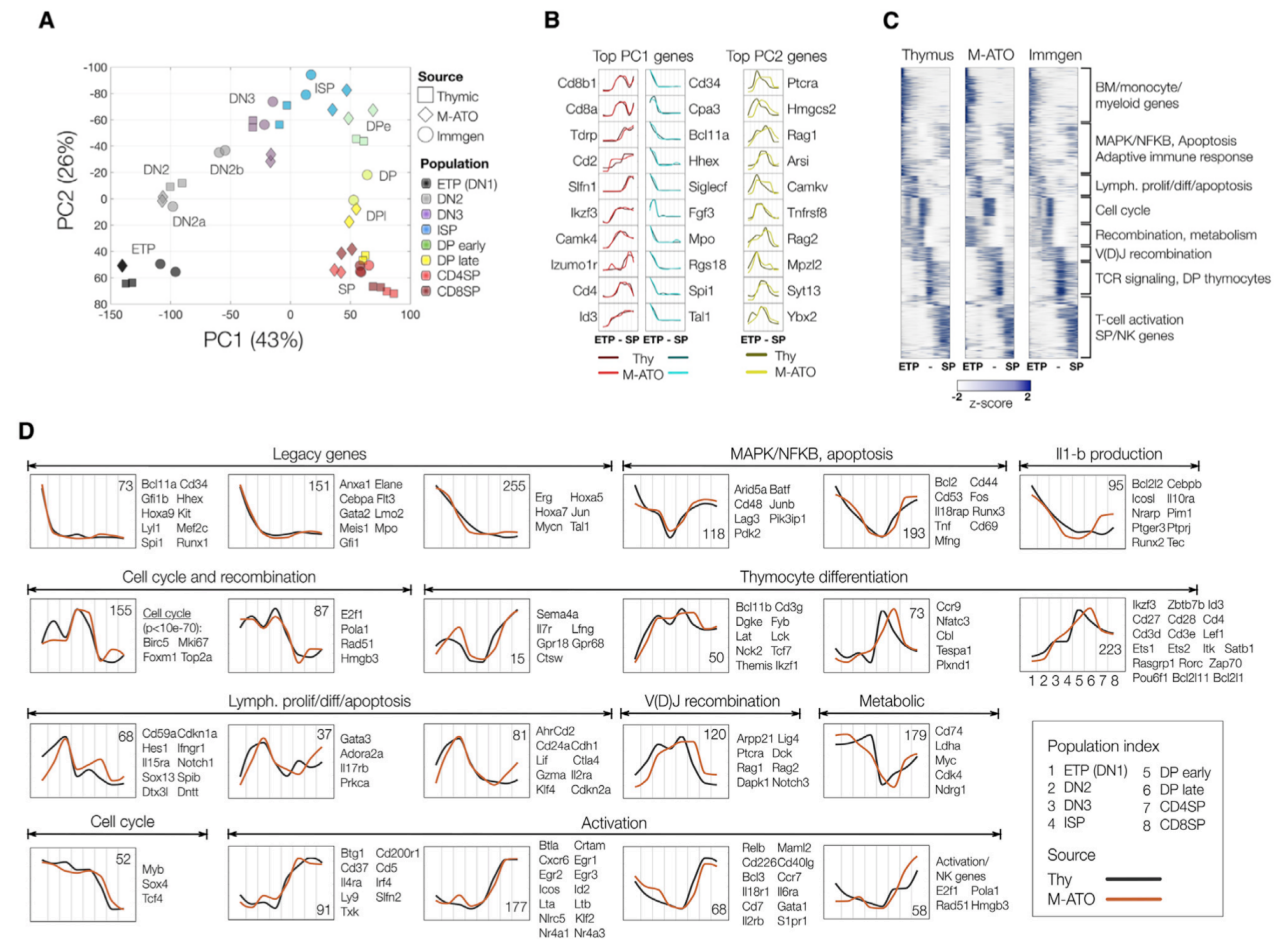 A
B
C
-100
-80
-60
-40
-20
0
20
40
60
80
PC2 (26%)
-150
-100
-50
0
50
100
PC1 (43%)
ISP
DN3
DPe
DN2
DN2b
DN2a
DP
DPl
ETP
SP
Source
Thymic
M-ATO
Immgen
Population
ETP (DN1)
DN2
DN3
ISP
DP early
DP late
CD4SP
CD8SP
Top PC1 genes
Top PC2 genes
Cd8b1
Cd8a
Tdrp
Cd2
Slfn1
Ikzf3
Camk4
Izumo1r
Cd4
Id3
Cd34
Cpa3
Bcl11a
Hhex
Siglecf
Fgf3
Mpo
Rgs18
Spi1
Tal1
Ptcra
Hmgcs2
Rag1
Arsi
Camkv
Tnfrsf8
Rag2
Mpzl2
Syt13
Ybx2
ETP - SP ETP - SP
ETP - SP
Thy
M-ATO
Thy
M-ATO
Thymus M-ATO Immgen
BM/monocyte/
myeloid genes
MAPK/NFKB, Apoptosis
Adaptive immune response
Lymph. prolif/diff/apoptosis
Cell cycle
Recombination, metabolism
V(D)J recombination
TCR signaling, DP thymocytes
T-cell activation
SP/NK genes
ETP - SP ETP - SP ETP - SP
-2 2
z-score
D
Legacy genes
73
Bcl11a Cd34
Gfi1b Hhex
Hoxa9 Kit
Lyl1 Mef2c
Spi1 Runx1
151
Anxa1 Elane
Cebpa Flt3
Gata2 Lmo2
Meis1 Mpo
Gfi1
255
Erg Hoxa5
Hoxa7 Jun
Mycn Tal1
MAPK/NFKB, apoptosis
118
Arid5a Batf
Cd48 Junb
Lag3 Pik3ip1
Pdk2
193
Bcl2 Cd44
Cd53 Fos
Il18rap Runx3
Tnf Cd69
Mfng
Il1-b production
95
Bcl2l2 Cebpb
Icosl Il10ra
Nrarp Pim1
Ptger3 Ptprj
Runx2 Tec
Cell cycle and recombination
155
Cell cycle
(p<10e-70):
Birc5 Mki67
Foxm1 Top2a
87
E2f1
Pola1
Rad51
Hmgb3
Thymocyte differentiation
15
Sema4a
Il7r Lfng
Gpr18 Gpr68
Ctsw
50
Bcl11b Cd3g
Dgke Fyb
Lat Lck
Nck2 Tcf7
Themis Ikzf1
73
Ccr9
Nfatc3
Cbl
Tespa1
Plxnd1
223
1 2 3 4 5 6 7 8
Ikzf3 Zbtb7b Id3
Cd27 Cd28 Cd4
Cd3d Cd3e Lef1
Ets1 Ets2 Itk Satb1
Rasgrp1 Rorc Zap70
Pou6f1 Bcl2l11 Bcl2l1
Lymph. prolif/diff/apoptosis
68
Cd59a Cdkn1a
Hes1 Ifngr1
Il15ra Notch1
Sox13 Spib
Dtx3l Dntt
37
Gata3
Adora2a
Il17rb
Prkca
81
Ahr Cd2
Cd24a Cdh1
Lif Ctla4
Gzma Il2ra
Klf4 Cdkn2a
V(D)J recombination
120
Arpp21 Lig4
Ptcra Dck
Rag1 Rag2
Dapk1 Notch3
Metabolic
179
Cd74
Ldha
Myc
Cdk4
Ndrg1
Cell cycle
52
Myb
Sox4
Tcf4
Activation
91
Btg1 Cd200r1
Cd37 Cd5
Il4ra Irf4
Ly9 Slfn2
Txk
177
Btla Crtam
Cxcr6 Egr1
Egr2 Egr3
Icos Id2
Lta Ltb
Nlrc5 Klf2
Nr4a1 Nr4a3
68
Relb Maml2
Cd226 Cd40lg
Bcl3 Ccr7
Il18r1 Il6ra
Cd7 Gata1
Il2rb S1pr1
58
Activation/
NK genes
E2f1 Pola1
Rad51 Hmgb3
Population index
1 ETP (DN1)
2 DN2
3 DN3
4 ISP
5 DP early
6 DP late
7 CD4SP
8 CD8SP
Source
Thy
M-ATO